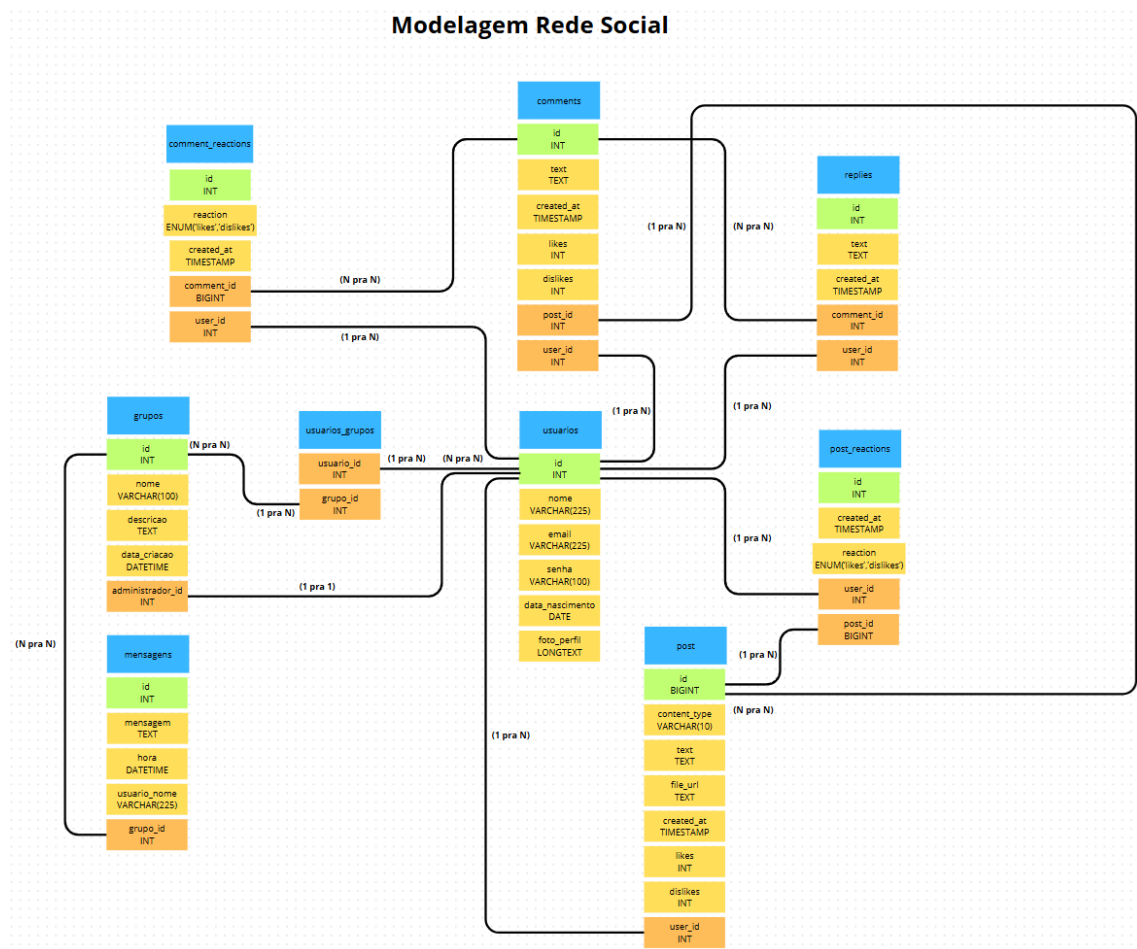 Modelagem Rede Social
comment_reactions
id
INT
reaction
ENUM('likes','dislikes')
created_at
TIMESTAMP
comment_id
BIGINT
user_id
INT
(N pra N)
(1 pra N)
comments
id
INT
text
TEXT
created_at
TIMESTAMP
likes
INT
dislikes
INT
post_id
INT
user_id
INT
(1 pra N)
(N pra N)
(1 pra N)
replies
id
INT
text
TEXT
created_at
TIMESTAMP
comment_id
INT
user_id
INT
(1 pra N)
grupos
id
INT
nome
VARCHAR(100)
descricao
TEXT
data_criacao
DATETIME
administrador_id
INT
(N pra N)
(1 pra N)
(1 pra 1)
usuarios_grupos
usuario_id
INT
grupo_id
INT
(1 pra N)
(N pra N)
usuarios
id
INT
nome
VARCHAR(225)
email
VARCHAR(225)
senha
VARCHAR(100)
data_nascimento
DATE
foto_perfil
LONGTEXT
post_reactions
id
INT
created_at
TIMESTAMP
reaction
ENUM('likes','dislikes')
user_id
INT
post_id
BIGINT
(1 pra N)
(1 pra N)
(N pra N)
mensagens
id
INT
mensagem
TEXT
hora
DATETIME
usuario_nome
VARCHAR(225)
grupo_id
INT
(N pra N)
post
id
BIGINT
content_type
VARCHAR(10)
text
TEXT
file_url
TEXT
created_at
TIMESTAMP
likes
INT
dislikes
INT
user_id
INT
(1 pra N)